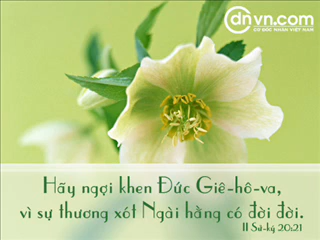 dnvn.com
CƠ ĐỐC NHÂN VIỆT NAM
Hãy ngợi khen Đức Giê-hô-va,
vì sự thương xót Ngài hằng có đời đời.
II Sử-ký 20:21